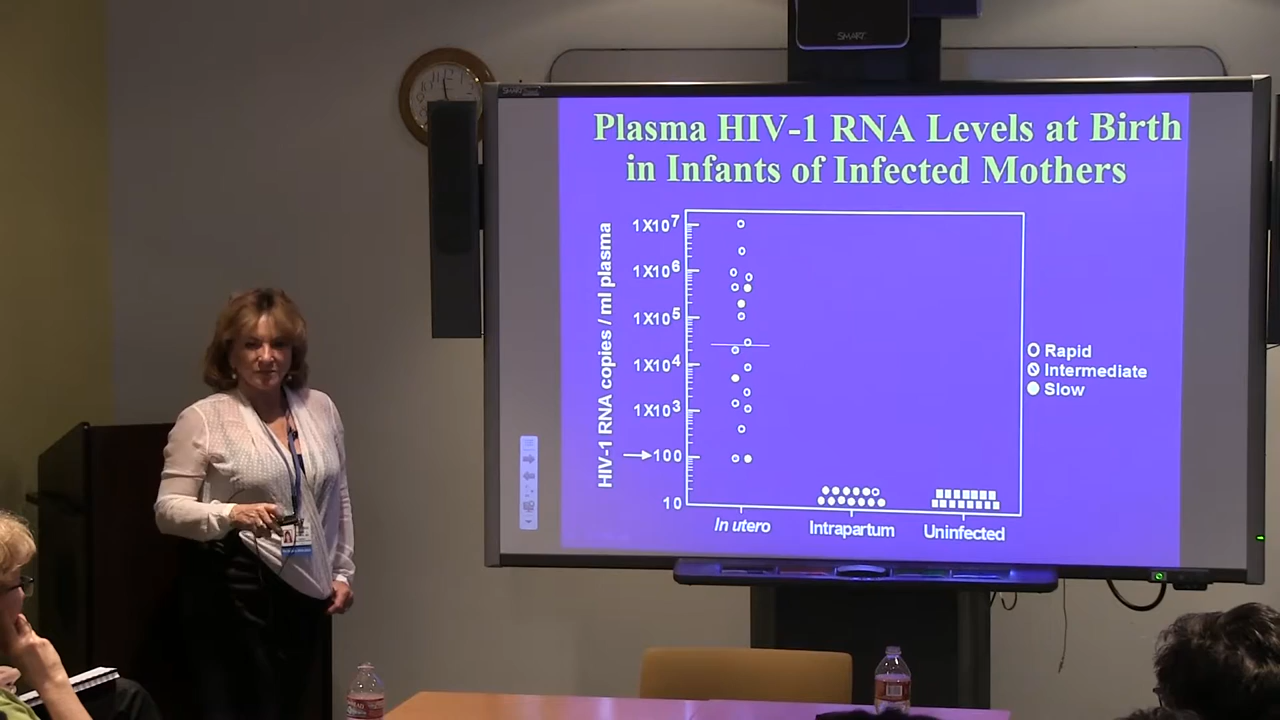 SMART
Plasma HIV-1 RNA Levels at Birth
in Infants of Infected Mothers
HIV-1 RNA copies / ml plasma
1X10⁷
1X10⁶
1X10⁵
1X10⁴
1X10³
100
10
In utero
Intrapartum
Uninfected
Rapid
Intermediate
Slow